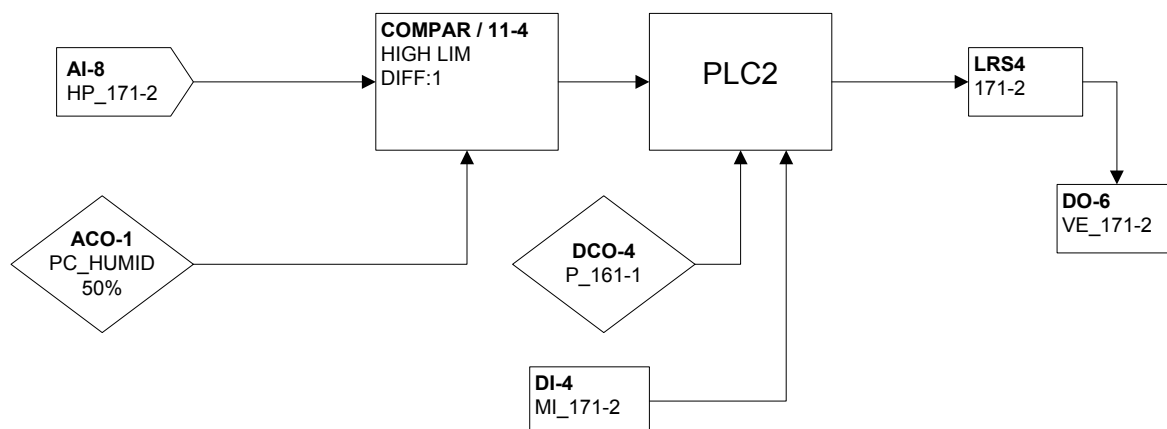 AI-8
HP_171-2
COMPAR / 11-4
HIGH LIM
DIFF:1
PLC2
LRS4
171-2
DO-6
VE_171-2
ACO-1
PC_HUMID
50%
DCO-4
P_161-1
DI-4
MI_171-2